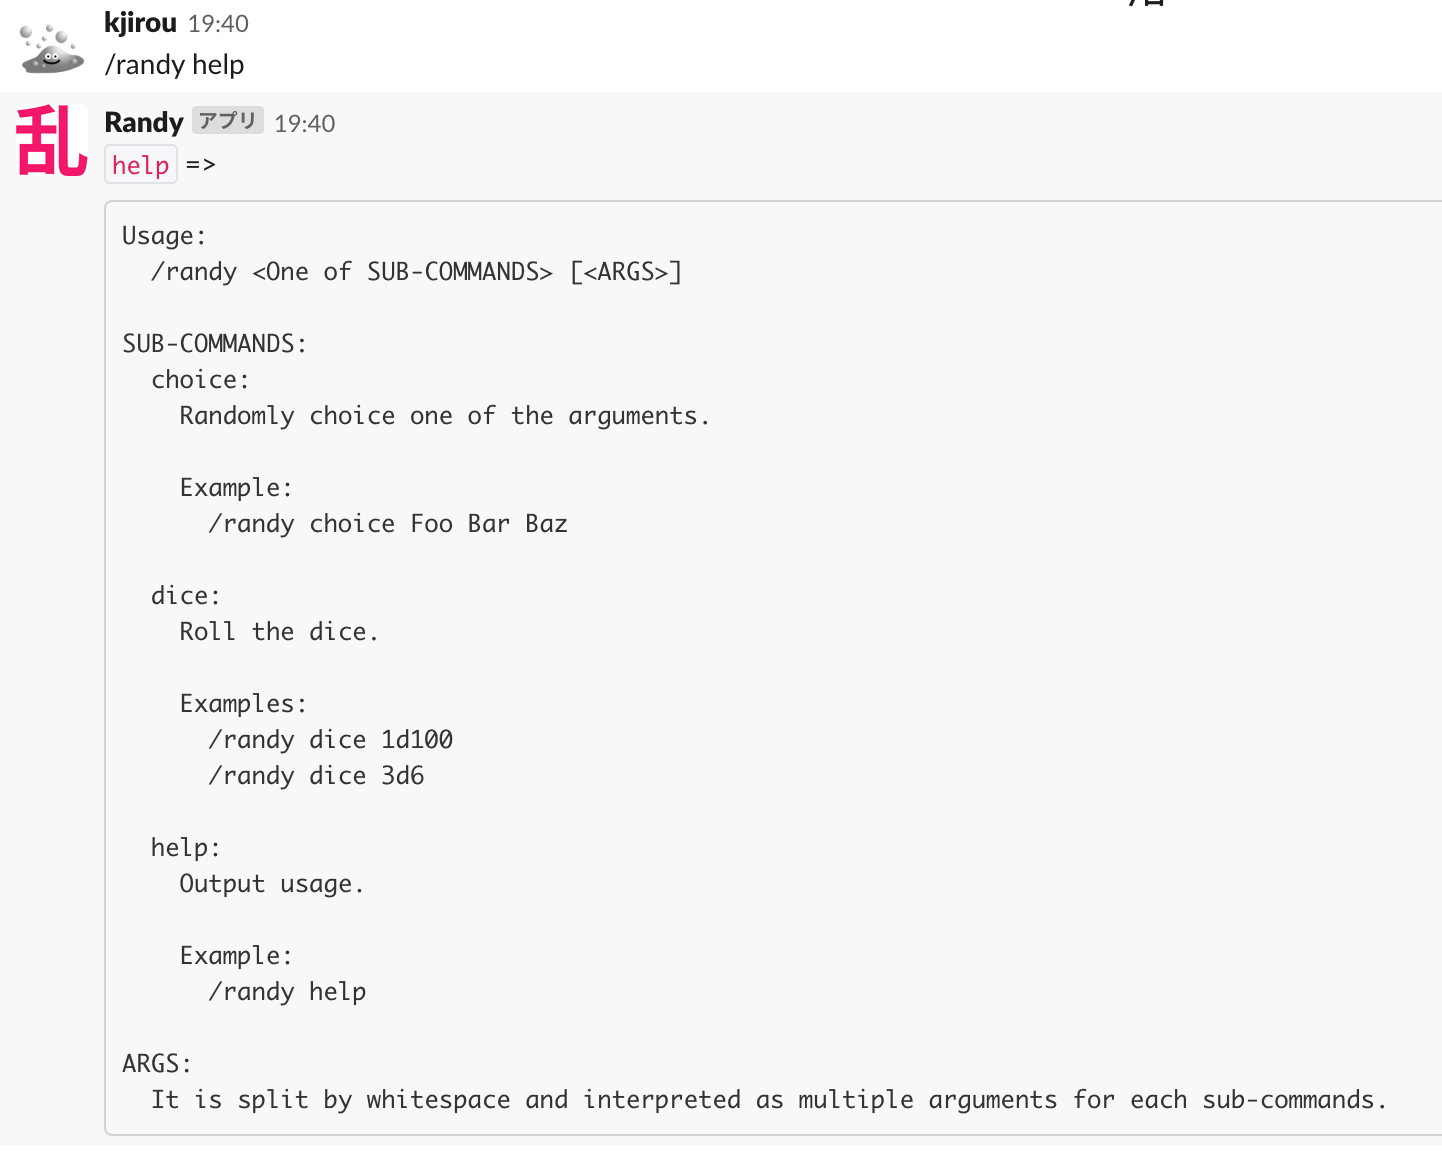 kjirou 19:40
/randy help
乱
Randy アプリ 19:40
help =>
Usage:
  /randy <One of SUB-COMMANDS> [<ARGS>]

SUB-COMMANDS:
  choice:
    Randomly choice one of the arguments.

    Example:
      /randy choice Foo Bar Baz

  dice:
    Roll the dice.

    Examples:
      /randy dice 1d100
      /randy dice 3d6

  help:
    Output usage.

    Example:
      /randy help

ARGS:
  It is split by whitespace and interpreted as multiple arguments for each sub-commands.